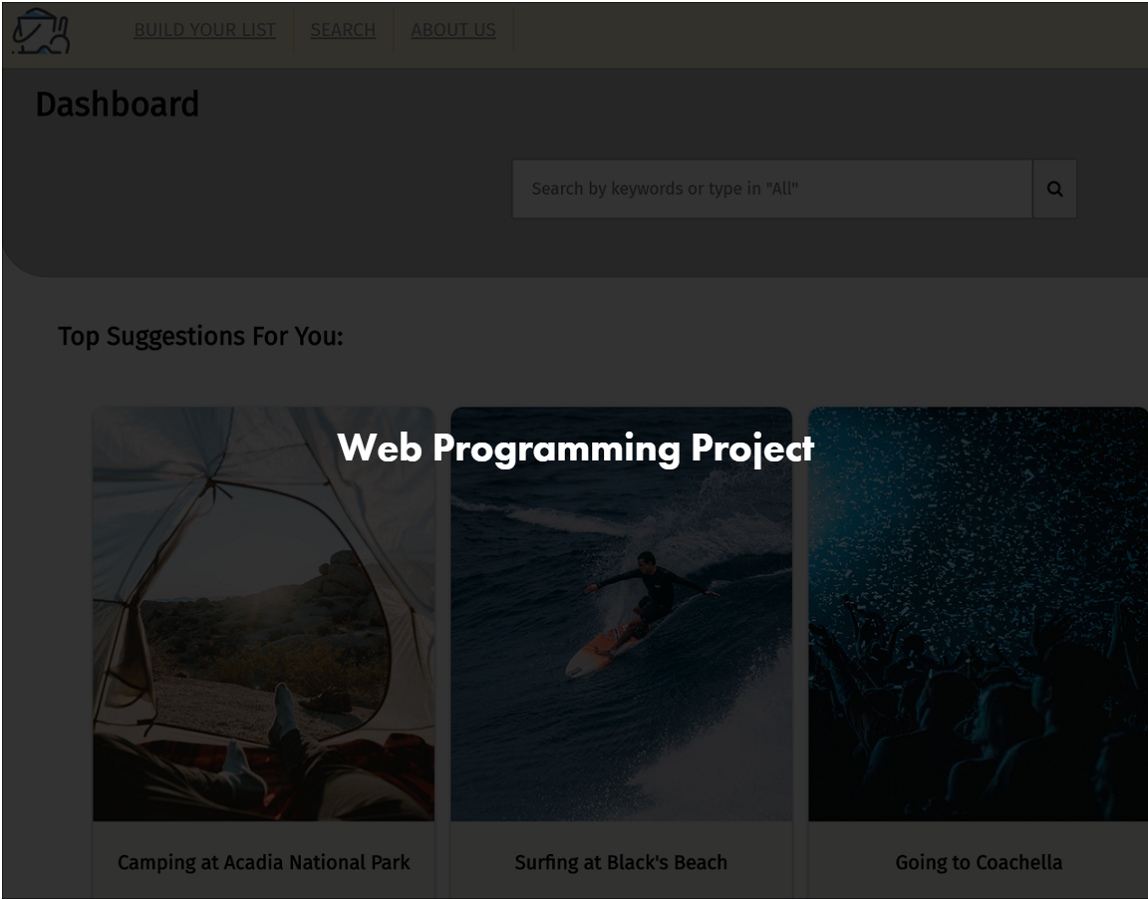 BUILD YOUR LIST SEARCH ABOUT US
Dashboard
Search by keywords or type in "All"
Top Suggestions For You:
Web Programming Project
Camping at Acadia National Park
Surfing at Black's Beach
Going to Coachella